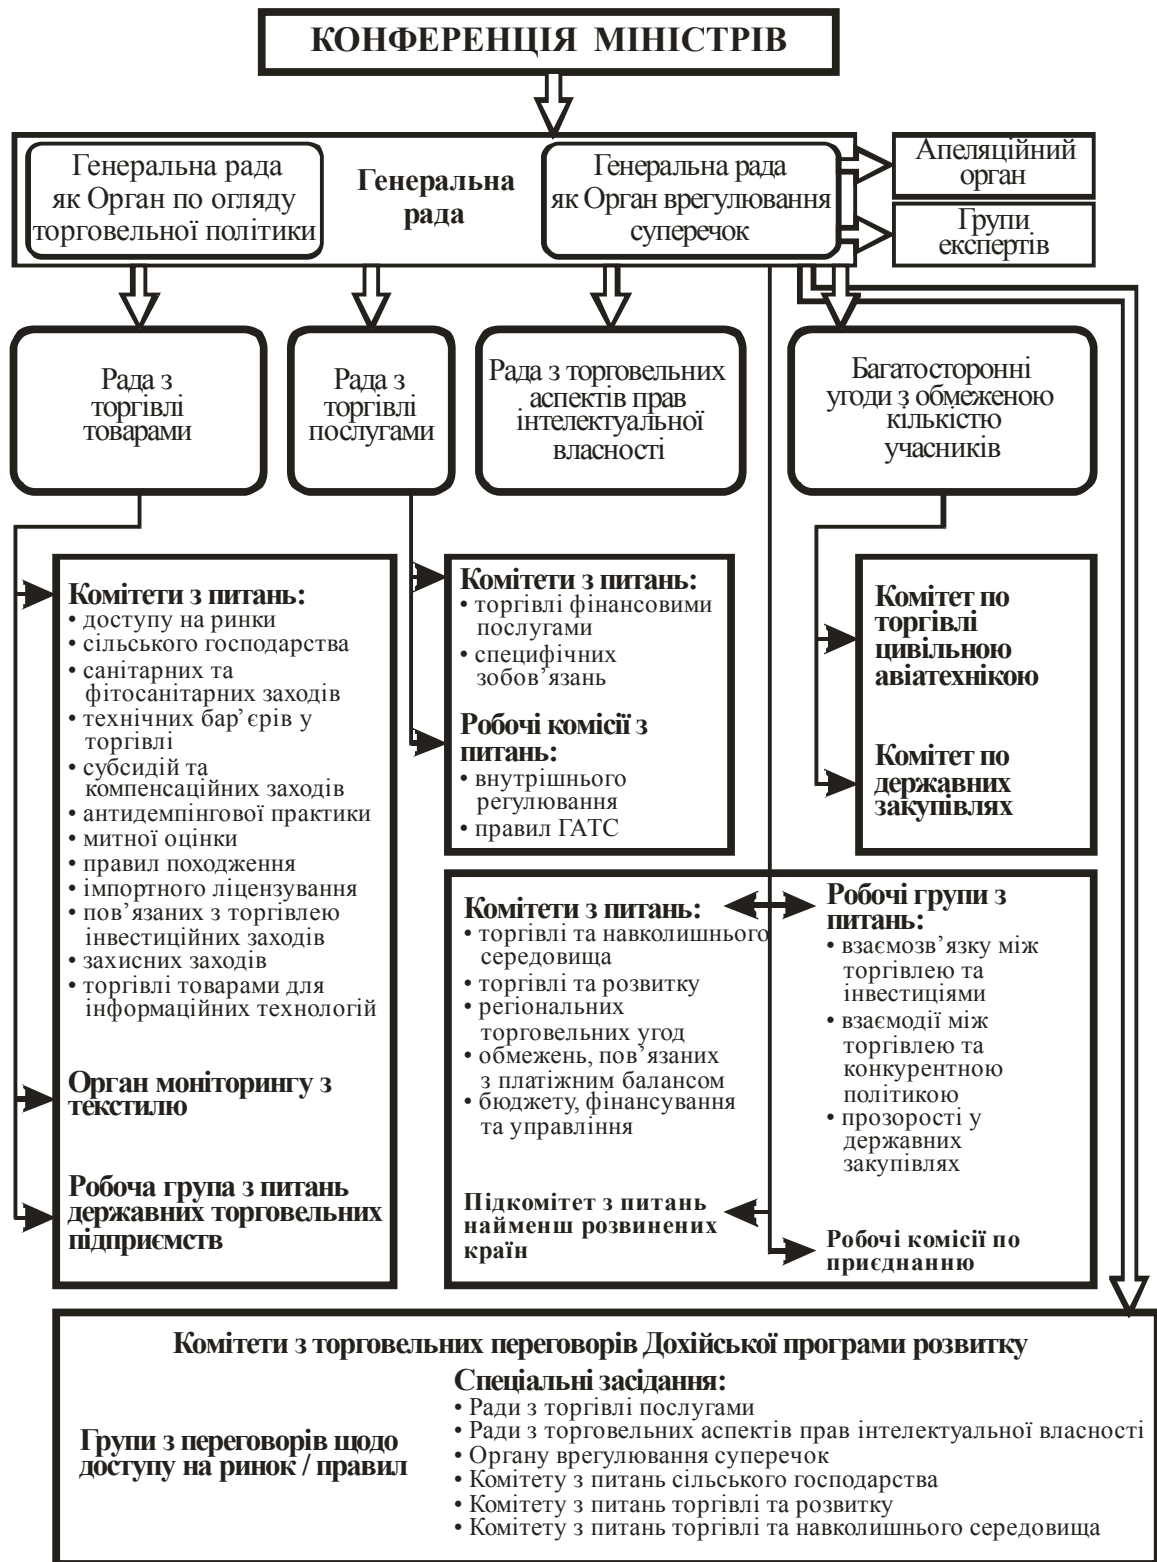 КОНФЕРЕНЦІЯ МІНІСТРІВ
Генеральна рада
як Орган по огляду
торговельної політики
Генеральна
рада
Генеральна рада
як Орган врегулювання
суперечок
Апеляційний
орган
Групи
експертів
Рада з
торгівлі
товарами
Рада з
торгівлі
послугами
Рада з торговельних
аспектів прав
інтелектуальної
власності
Багатосторонні
угоди з обмеженою
кількістю
учасників
Комітети з питань:
• доступу на ринки
• сільського господарства
• санітарних та
фітосанітарних заходів
• технічних бар’єрів у
торгівлі
• субсидій та
компенсаційних заходів
• антидемпінгової практики
• митної оцінки
• правил походження
• імпортного ліцензування
• пов’язаних з торгівлею
інвестиційних заходів
• захисних заходів
• торгівлі товарами для
інформаційних технологій
Орган моніторингу з
текстилю
Робоча група з питань
державних торговельних
підприємств
Комітети з питань:
• торгівлі фінансовими
послугами
• специфічних
зобов’язань
Робочі комісії з
питань:
• внутрішнього
регулювання
• правил ГАТС
Комітет по
торгівлі
цивільною
авіатехнікою
Комітет по
державних
закупівлях
Комітети з питань:
• торгівлі та навколишнього
середовища
• торгівлі та розвитку
• регіональних
торговельних угод
• обмежень, пов’язаних
з платіжним балансом
• бюджету, фінансування
та управління
Підкомітет з питань
найменш розвинених
країн
Робочі групи з
питань:
• взаємозв’язку між
торгівлею та
інвестиціями
• взаємодії між
торгівлею та
конкурентною
політикою
• прозорості у
державних
закупівлях
Робочі комісії по
приєднанню
Комітети з торговельних переговорів Дохійської програми розвитку
Групи з переговорів щодо
доступу на ринок / правил
Спеціальні засідання:
• Ради з торгівлі послугами
• Ради з торговельних аспектів прав інтелектуальної власності
• Органу врегулювання суперечок
• Комітету з питань сільського господарства
• Комітету з питань торгівлі та розвитку
• Комітету з питань торгівлі та навколишнього середовища